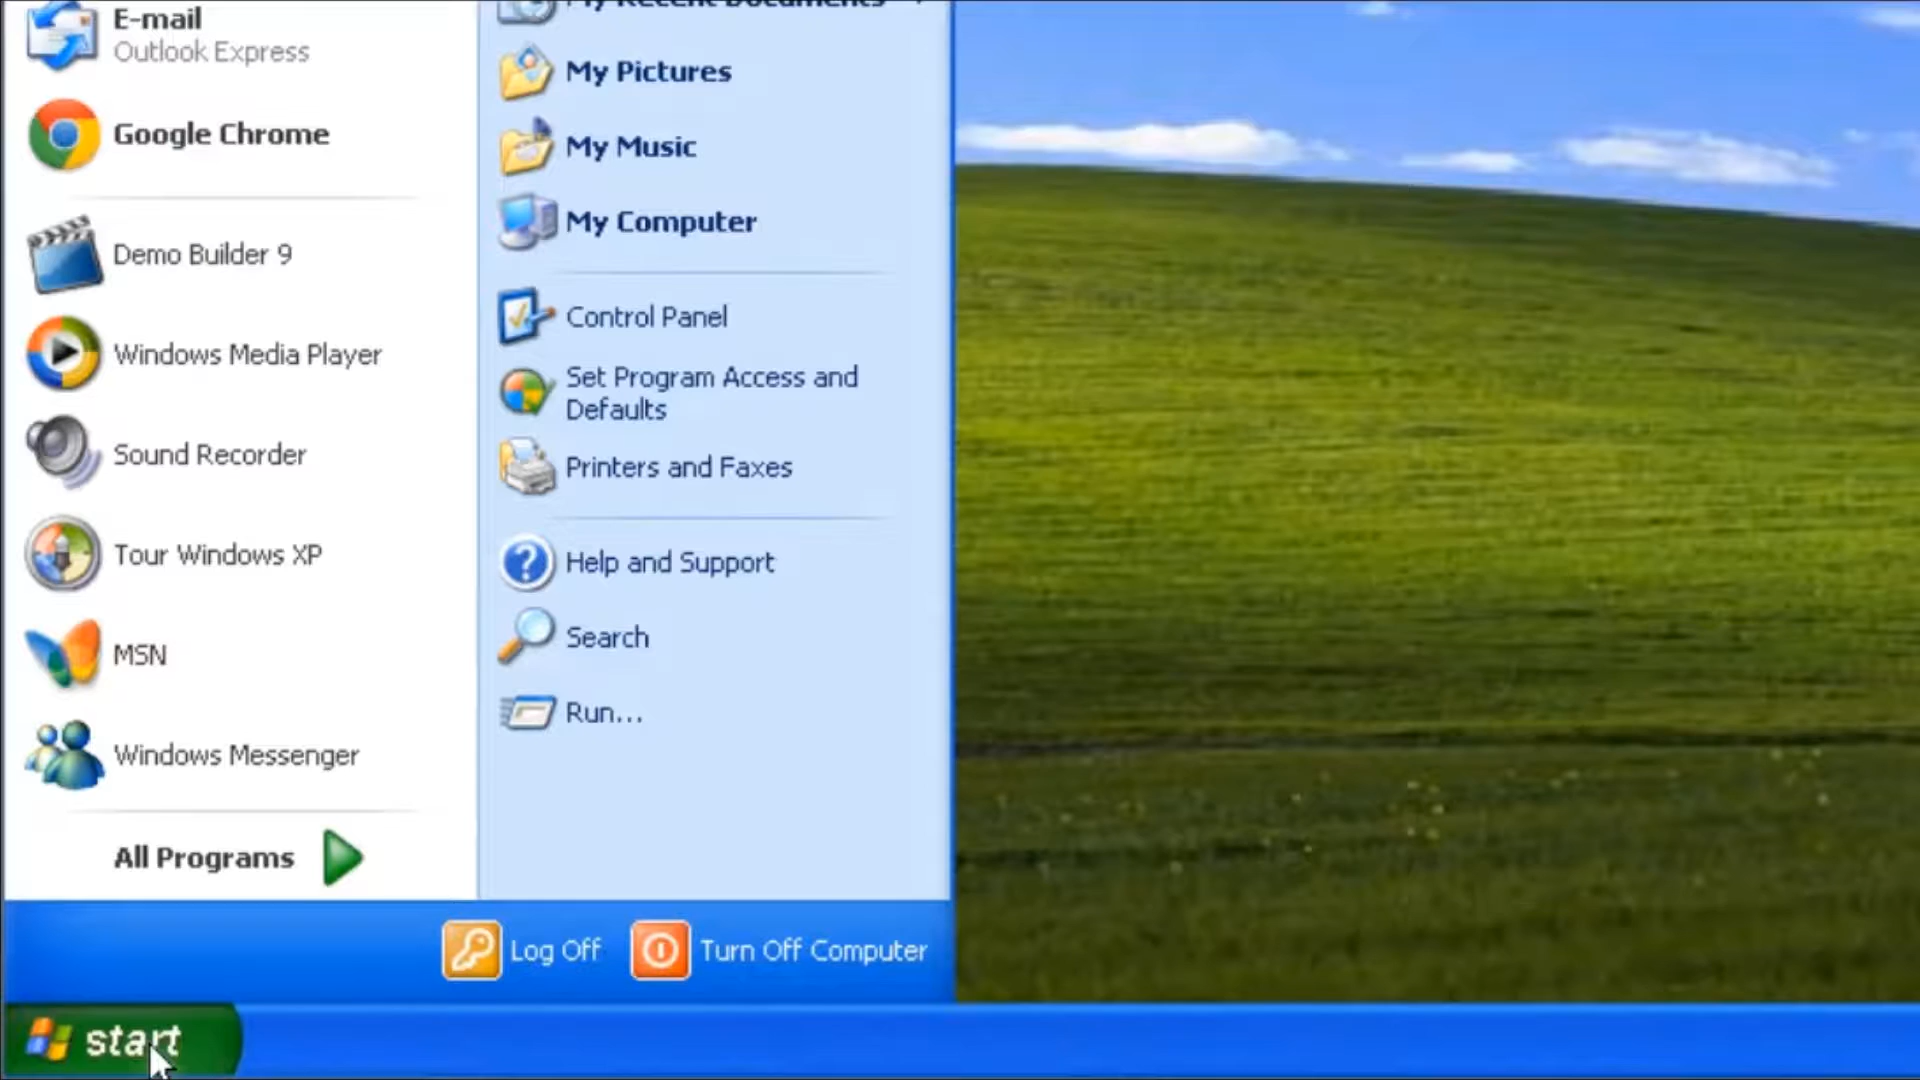 E-mail
Outlook Express
Google Chrome
Demo Builder 9
Windows Media Player
Sound Recorder
Tour Windows XP
MSN
Windows Messenger
All Programs
My Recent Documents
My Pictures
My Music
My Computer
Control Panel
Set Program Access and
Defaults
Printers and Faxes
Help and Support
Search
Run...
Log Off
Turn Off Computer
start